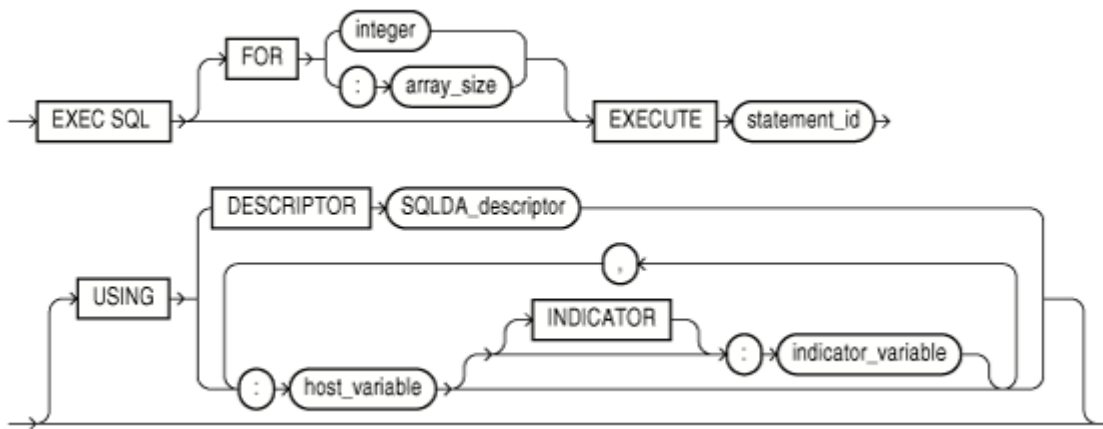 integer
FOR
: array_size
EXEC SQL EXECUTE statement_id
DESCRIPTOR SQLDA_descriptor
,
USING
INDICATOR
: indicator_variable
: host_variable